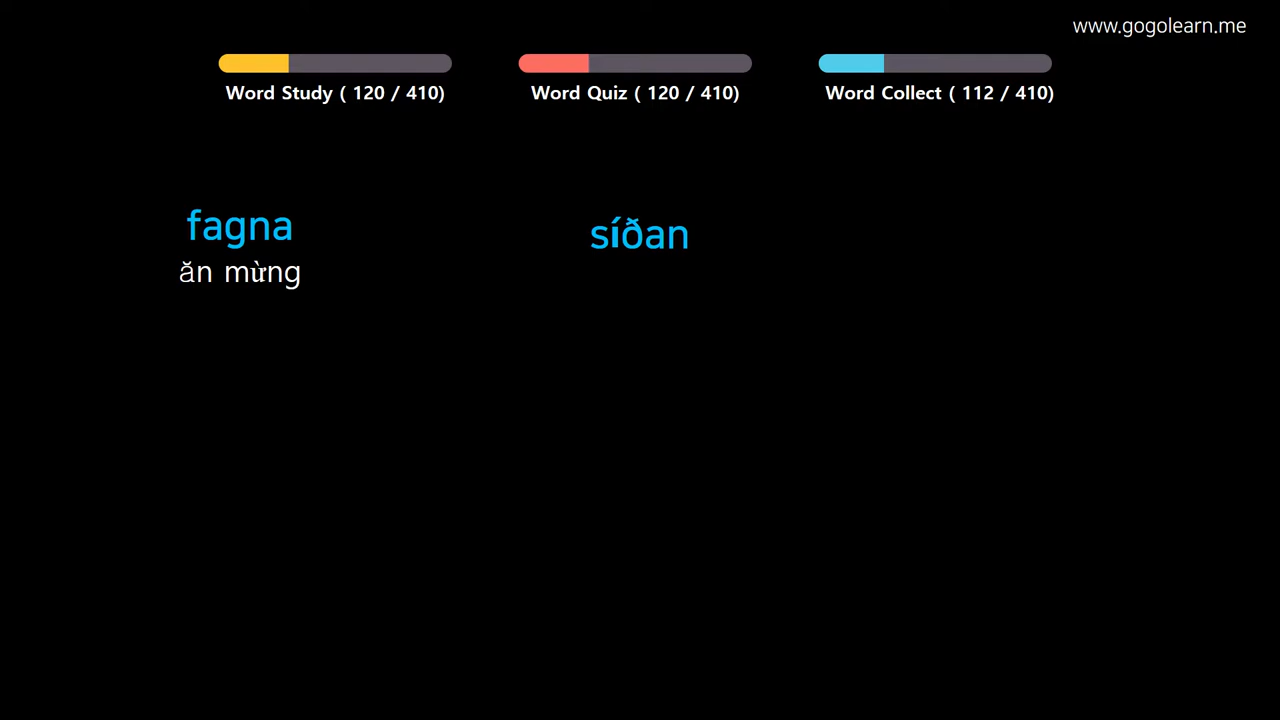 www.gogolearn.me
Word Study ( 120 / 410)
Word Quiz ( 120 / 410)
Word Collect ( 112 / 410)
fagna
ăn mừng
síðan